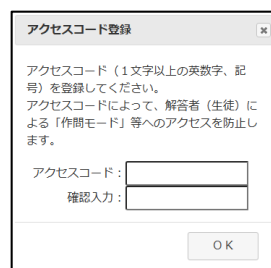 アクセスコード登録
アクセスコード（１文字以上の英数字、記
号）を登録してください。
アクセスコードによって、解答者（生徒）に
よる「作問モード」等へのアクセスを防止し
ます。
アクセスコード：
確認入力：
ＯＫ